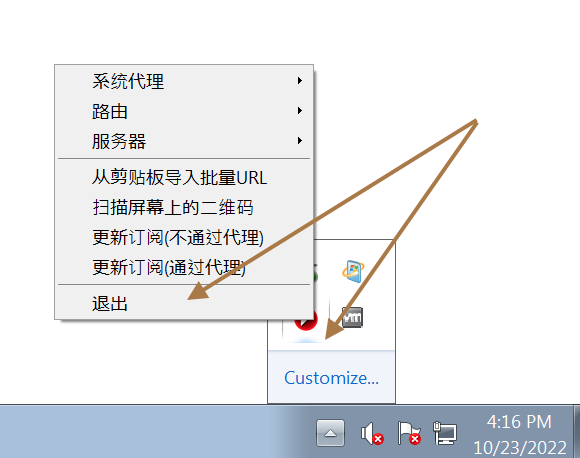 系统代理
路由
服务器
从剪贴板导入批量URL
扫描屏幕上的二维码
更新订阅(不通过代理)
更新订阅(通过代理)
退出
Customize...
4:16 PM
10/23/2022